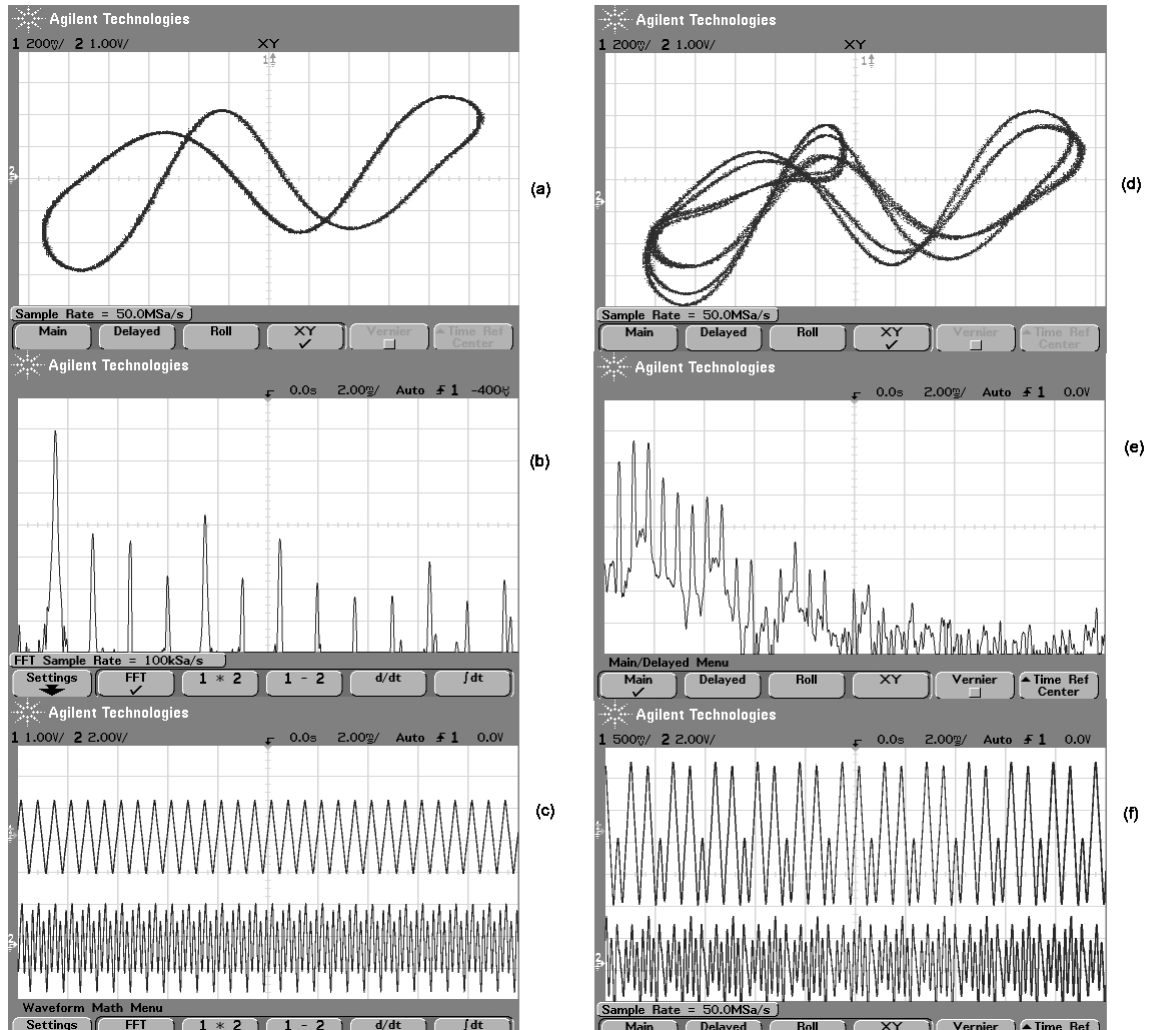 Agilent Technologies
1 200㎷/ 2 1.00V/ XY
1
2
(a)
Sample Rate = 50.0MSa/s
Main Delayed Roll XY Vernier Time Ref Center
Agilent Technologies
0.0s 2.00㎳/ Auto 1
(b)
FFT Sample Rate = 100kSa/s
Settings FFT 1 * 2 1 - 2 d/dt ∫dt
Agilent Technologies
1 1.00V/ 2 2.00V/ 0.0s 2.00㎳/ Auto 1 0.0V
1
(c)
2
Waveform Math Menu
Settings FFT 1 * 2 1 - 2 d/dt ∫dt
Agilent Technologies
1 200㎷/ 2 1.00V/ XY
1
(d)
2
Sample Rate = 50.0MSa/s
Main Delayed Roll XY Vernier Time Ref Center
Agilent Technologies
0.0s 2.00㎳/ Auto 1 0.0V
(e)
Main/Delayed Menu
Main Delayed Roll XY Vernier Time Ref Center
Agilent Technologies
1 500㎷/ 2 2.00V/ 0.0s 2.00㎳/ Auto 1 0.0V
(f)
2
Sample Rate = 50.0MSa/s
Main Delayed Roll XY Vernier Time Ref